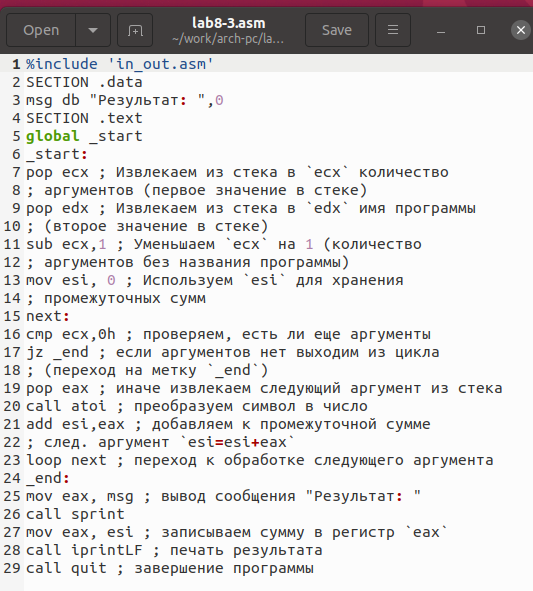 Open
lab8-3.asm
~/work/arch-pc/la...
Save
1 %include 'in_out.asm'
2 SECTION .data
3 msg db "Результат: ",0
4 SECTION .text
5 global _start
6 _start:
7 pop ecx ; Извлекаем из стека в `ecx` количество
8 ; аргументов (первое значение в стеке)
9 pop edx ; Извлекаем из стека в `edx` имя программы
10 ; (второе значение в стеке)
11 sub ecx,1 ; Уменьшаем `ecx` на 1 (количество
12 ; аргументов без названия программы)
13 mov esi, 0 ; Используем `esi` для хранения
14 ; промежуточных сумм
15 next:
16 cmp ecx,0h ; проверяем, есть ли еще аргументы
17 jz _end ; если аргументов нет выходим из цикла
18 ; (переход на метку `_end`)
19 pop eax ; иначе извлекаем следующий аргумент из стека
20 call atoi ; преобразуем символ в число
21 add esi,eax ; добавляем к промежуточной сумме
22 ; след. аргумент `esi=esi+eax`
23 loop next ; переход к обработке следующего аргумента
24 _end:
25 mov eax, msg ; вывод сообщения "Результат: "
26 call sprint
27 mov eax, esi ; записываем сумму в регистр `eax`
28 call iprintLF ; печать результата
29 call quit ; завершение программы